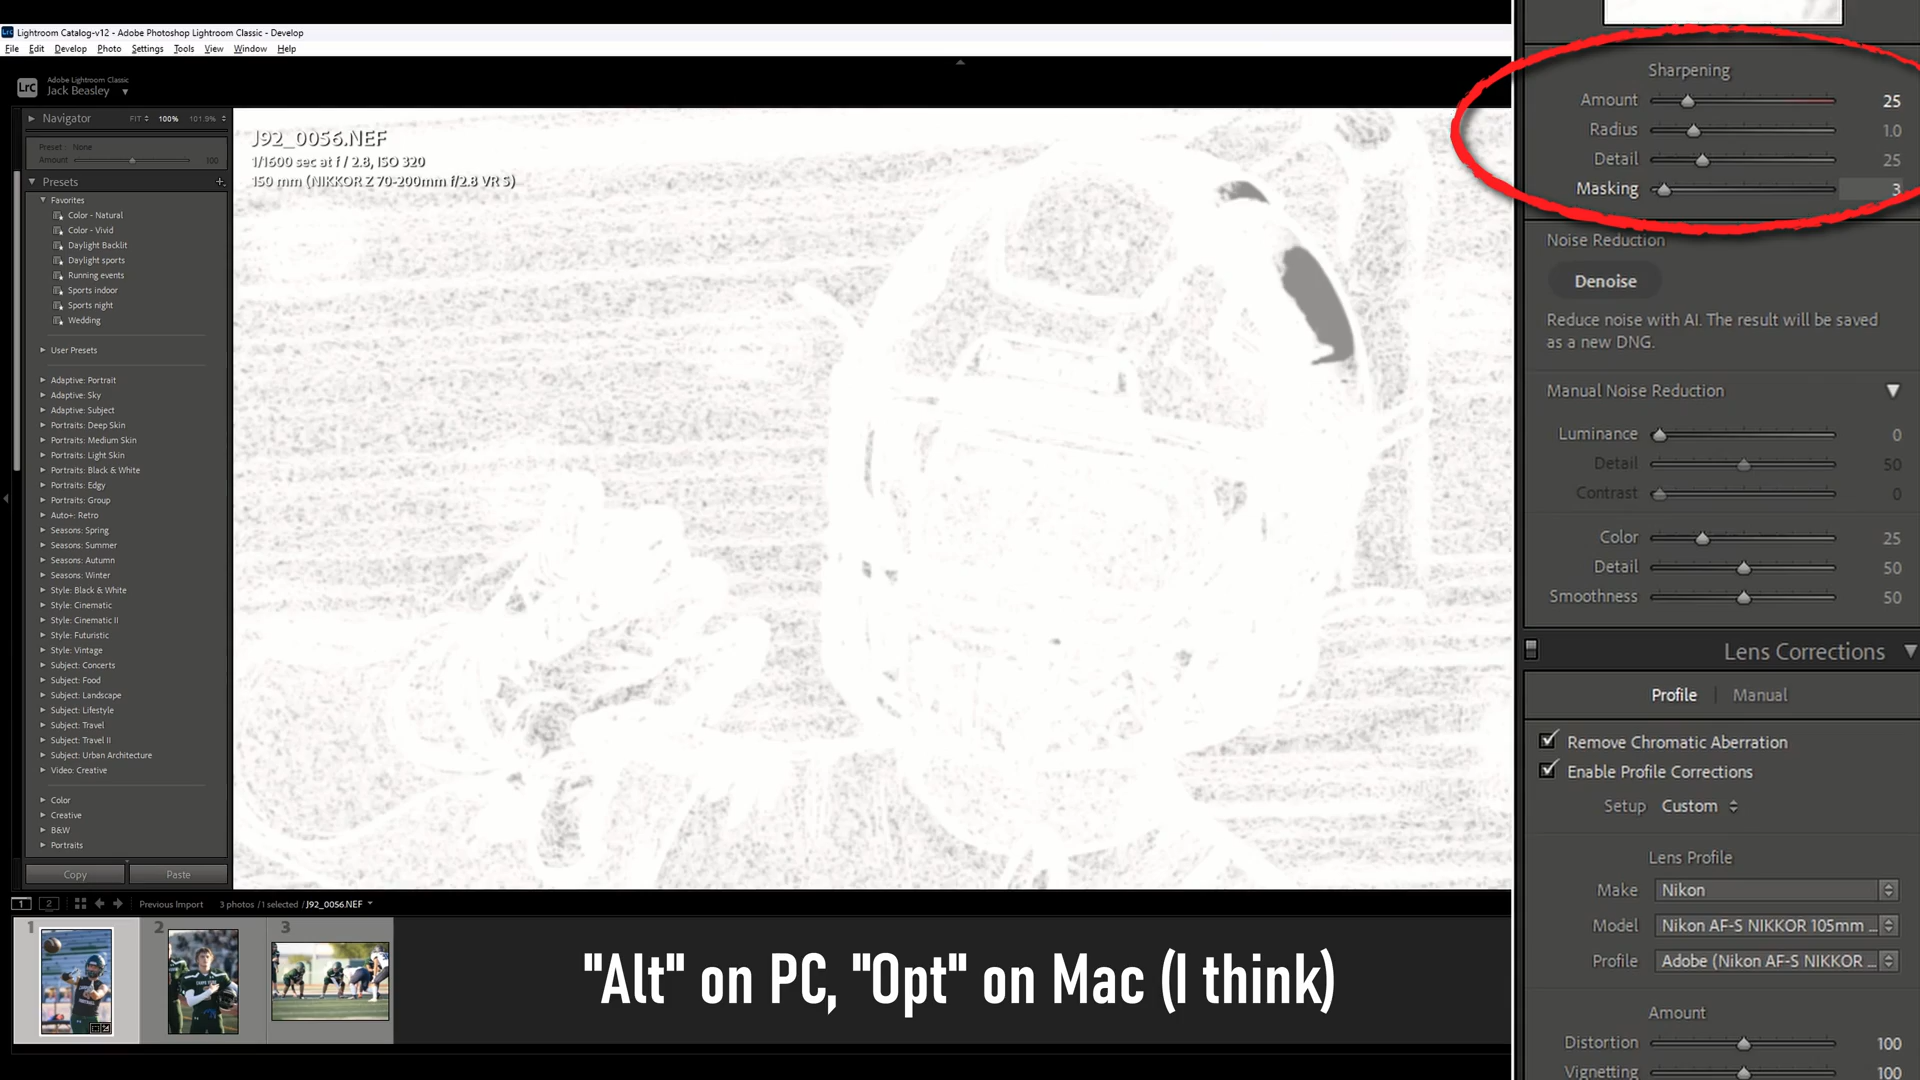 Lightroom Catalog-v12 - Adobe Photoshop Lightroom Classic - Develop
File Edit Develop Photo Settings Tools View Window Help
LrC
Adobe Lightroom Classic
Jack Beasley
Navigator FIT 100% 101.9%
Preset: None
Amount 100
Presets +
Favorites
Color - Natural
Color - Vivid
Daylight Backlit
Daylight sports
Running events
Sports indoor
Sports night
Wedding
User Presets
Adaptive: Portrait
Adaptive: Sky
Adaptive: Subject
Portraits: Deep Skin
Portraits: Medium Skin
Portraits: Light Skin
Portraits: Black & White
Portraits: Edgy
Portraits: Group
Auto+: Retro
Seasons: Spring
Seasons: Summer
Seasons: Autumn
Seasons: Winter
Style: Black & White
Style: Cinematic
Style: Cinematic II
Style: Futuristic
Style: Vintage
Subject: Concerts
Subject: Food
Subject: Landscape
Subject: Lifestyle
Subject: Travel
Subject: Travel II
Subject: Urban Architecture
Video: Creative
Color
Creative
B&W
Portraits
Copy Paste
J92_0056.NEF
1/1600 sec at f / 2.8, ISO 320
150 mm (NIKKOR Z 70-200mm f/2.8 VR S)
Sharpening
Amount 25
Radius 1.0
Detail 25
Masking 3
Noise Reduction
Denoise
Reduce noise with AI. The result will be saved
as a new DNG.
Manual Noise Reduction
Luminance 0
Detail 50
Contrast 0
Color 25
Detail 50
Smoothness 50
Lens Corrections
Profile Manual
Remove Chromatic Aberration
Enable Profile Corrections
Setup Custom
Lens Profile
Make Nikon
Model Nikon AF-S NIKKOR 105mm ...
Profile Adobe (Nikon AF-S NIKKOR ...
Amount
Distortion 100
Vignetting 100
1 2 Previous Import 3 photos / 1 selected / J92_0056.NEF
1 2 3
"Alt" on PC, "Opt" on Mac (I think)